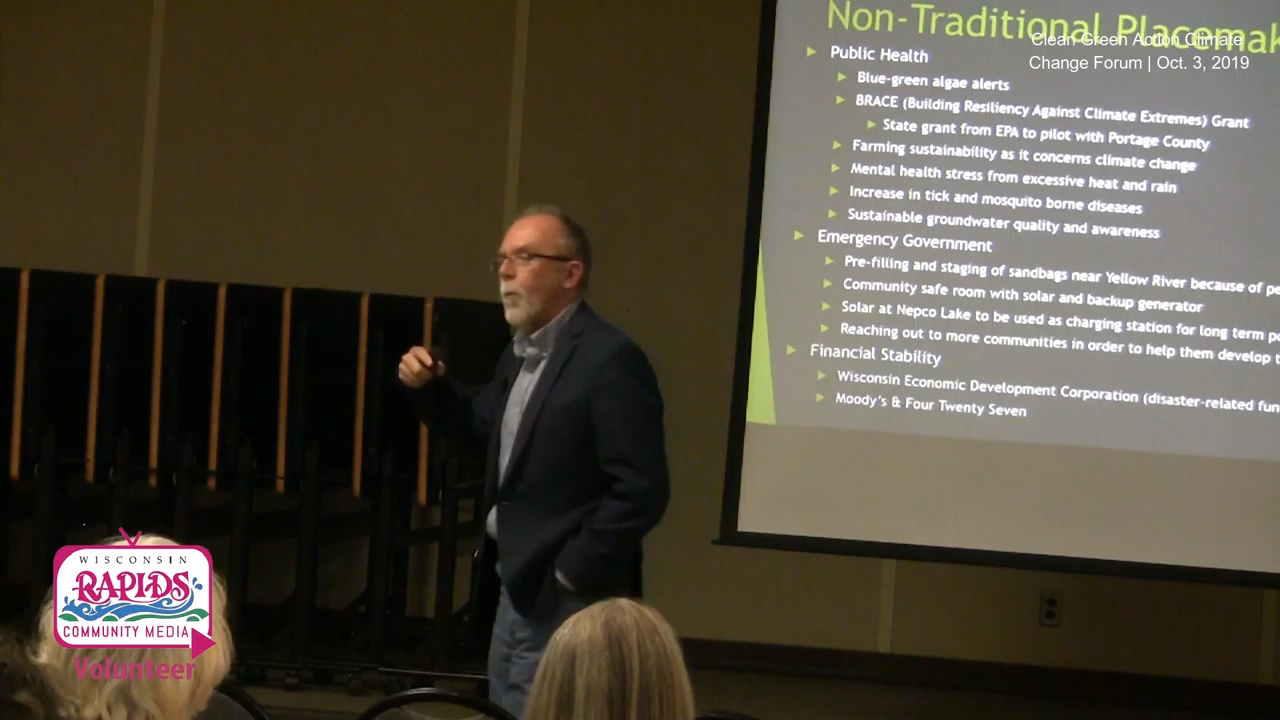 Non-Traditional Placemak
Clean Green Action Climate
Change Forum | Oct. 3, 2019
Public Health
Blue-green algae alerts
BRACE (Building Resiliency Against Climate Extremes) Grant
State grant from EPA to pilot with Portage County
Farming sustainability as it concerns climate change
Mental health stress from excessive heat and rain
Increase in tick and mosquito borne diseases
Sustainable groundwater quality and awareness
Emergency Government
Pre-filling and staging of sandbags near Yellow River because of pe
Community safe room with solar and backup generator
Solar at Nepco Lake to be used as charging station for long term po
Reaching out to more communities in order to help them develop t
Financial Stability
Wisconsin Economic Development Corporation (disaster-related fun
Moody's & Four Twenty Seven
WISCONSIN
RAPIDS
COMMUNITY MEDIA
Volunteer